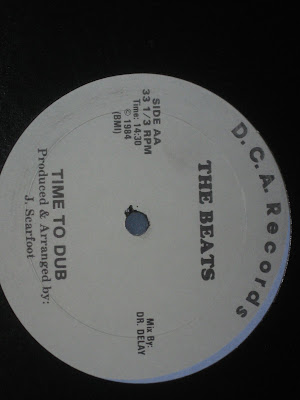 D.C.A. Records
THE BEATS
SIDE AA
33 1/3 RPM
Time: 14:30
© 1984
(BMI)
Mix By:
DR. DELAY
TIME TO DUB
Produced & Arranged by:
J. Scarfoot